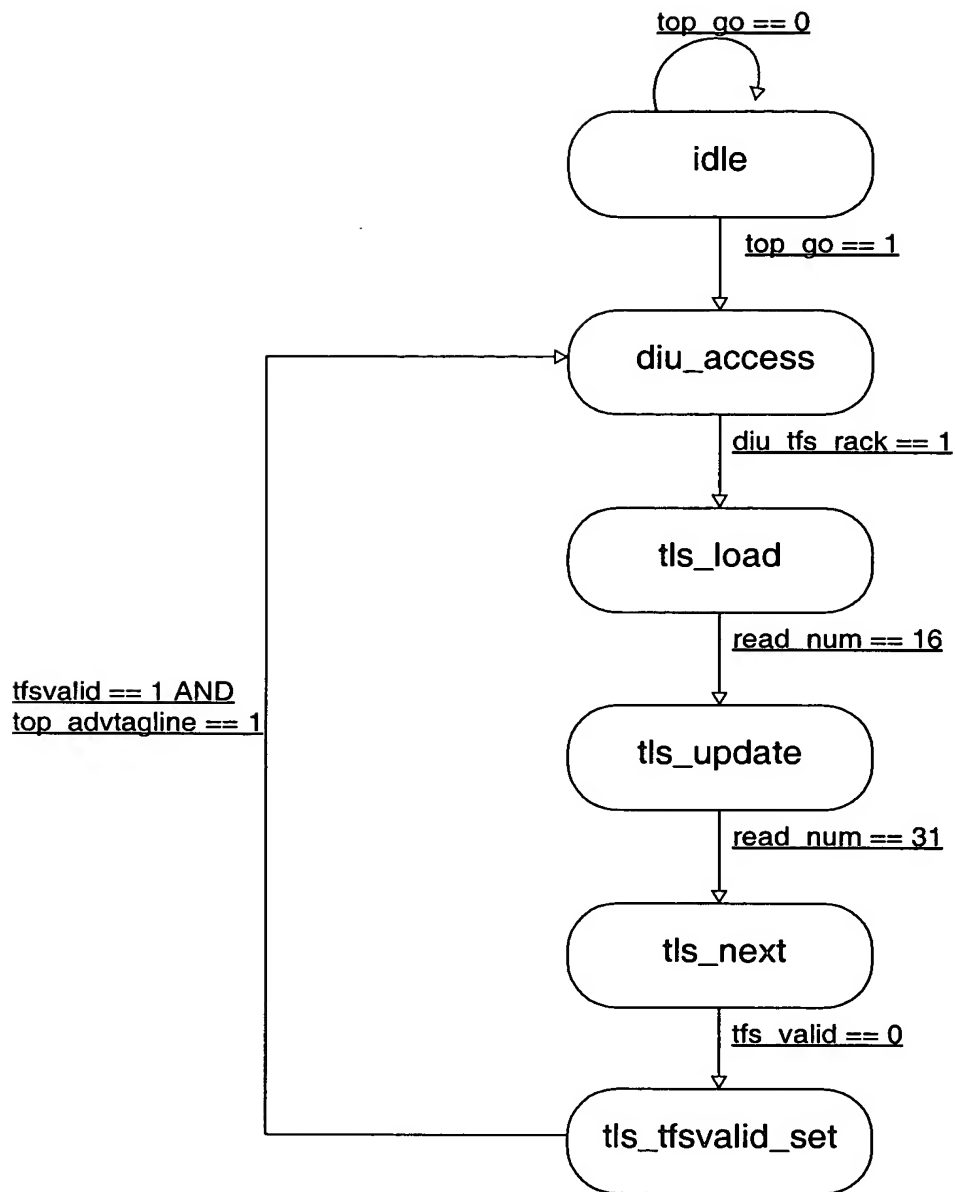 top_go == 0
idle
top_go == 1
diu_access
diu_tfs_rack == 1
tls_load
read_num == 16
tfsvalid == 1 AND
top_advtagline == 1
tls_update
read_num == 31
tls_next
tfs_valid == 0
tls_tfsvalid_set